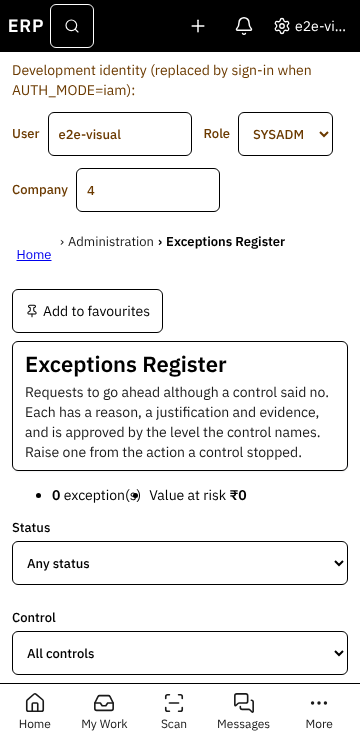 ERP e2e-vi...
Development identity (replaced by sign-in when
AUTH_MODE=iam):
User e2e-visual Role SYSADM
Company 4
Home › Administration › Exceptions Register
Add to favourites
Exceptions Register
Requests to go ahead although a control said no.
Each has a reason, a justification and evidence,
and is approved by the level the control names.
Raise one from the action a control stopped.
• 0 exception(s) • Value at risk ₹0
Status
Any status
Control
All controls
Home My Work Scan Messages More